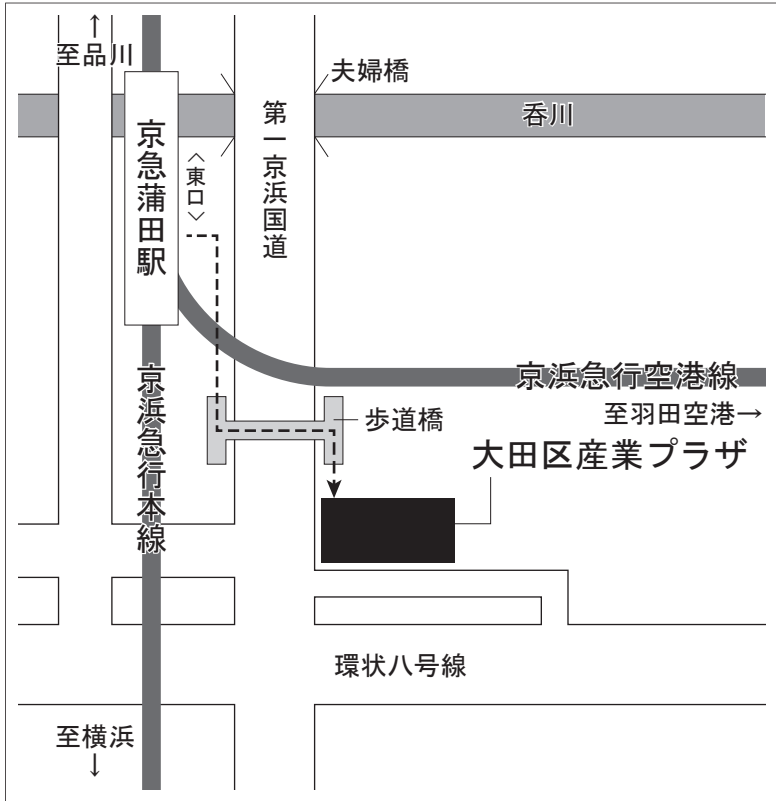 ↑
至品川
夫婦橋
呑川
第一京浜国道
京急蒲田駅
〈東口〉
京浜急行空港線
至羽田空港→
歩道橋
大田区産業プラザ
京浜急行本線
環状八号線
至横浜
↓